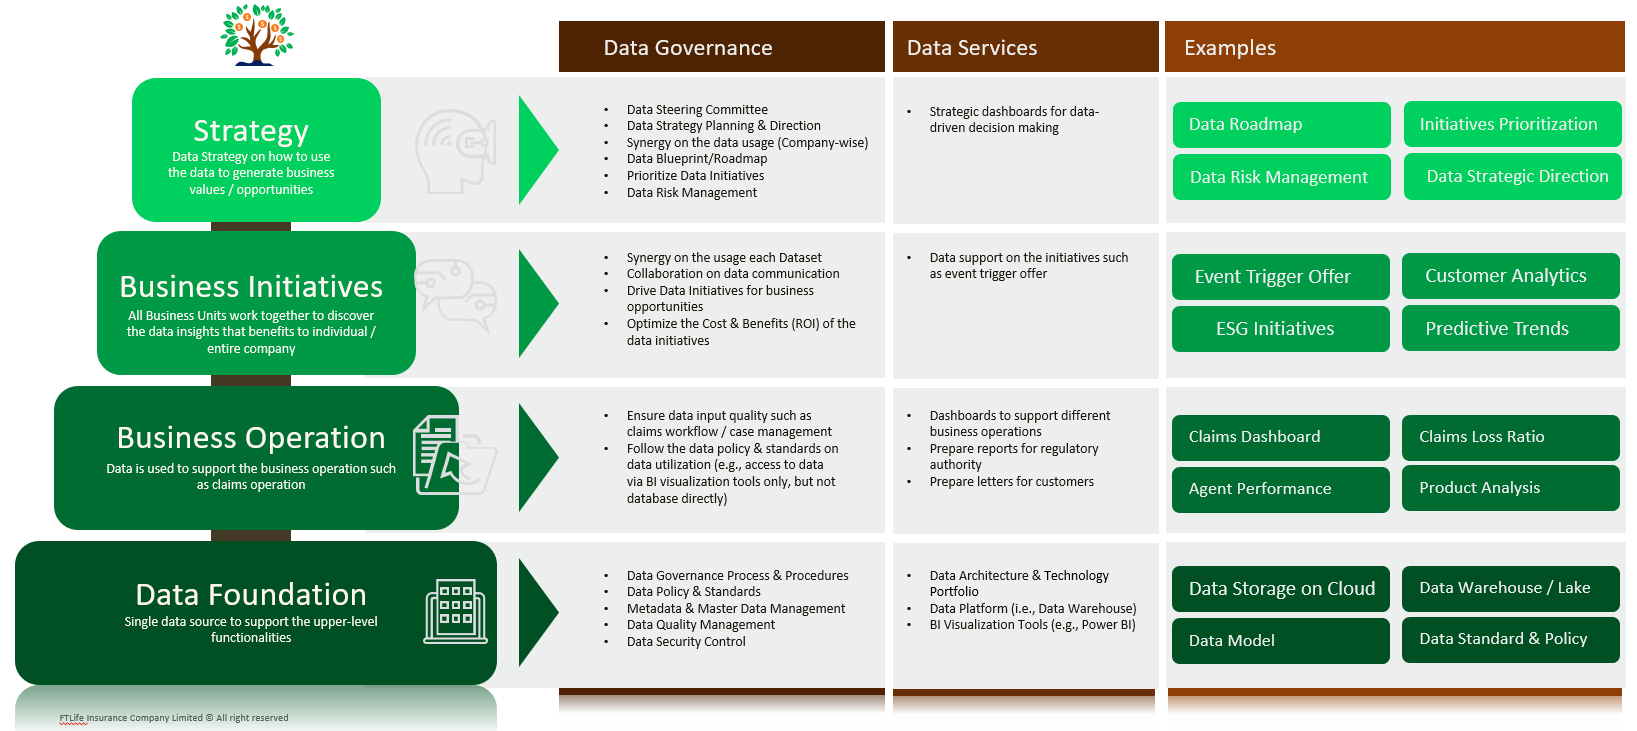 Data Governance
Data Services
Examples
Strategy
Data Strategy on how to use
the data to generate business
values / opportunities
• Data Steering Committee
• Data Strategy Planning & Direction
• Synergy on the data usage (Company-wise)
• Data Blueprint/Roadmap
• Prioritize Data Initiatives
• Data Risk Management
• Strategic dashboards for data-
driven decision making
Data Roadmap
Initiatives Prioritization
Data Risk Management
Data Strategic Direction
Business Initiatives
All Business Units work together to discover
the data insights that benefits to individual /
entire company
• Synergy on the usage each Dataset
• Collaboration on data communication
• Drive Data Initiatives for business
opportunities
• Optimize the Cost & Benefits (ROI) of the
data initiatives
• Data support on the initiatives such
as event trigger offer
Event Trigger Offer
Customer Analytics
ESG Initiatives
Predictive Trends
Business Operation
Data is used to support the business operation such
as claims operation
• Ensure data input quality such as
claims workflow / case management
• Follow the data policy & standards on
data utilization (e.g., access to data
via BI visualization tools only, but not
database directly)
• Dashboards to support different
business operations
• Prepare reports for regulatory
authority
• Prepare letters for customers
Claims Dashboard
Claims Loss Ratio
Agent Performance
Product Analysis
Data Foundation
Single data source to support the upper-level
functionalities
• Data Governance Process & Procedures
• Data Policy & Standards
• Metadata & Master Data Management
• Data Quality Management
• Data Security Control
• Data Architecture & Technology
Portfolio
• Data Platform (i.e., Data Warehouse)
• BI Visualization Tools (e.g., Power BI)
Data Storage on Cloud
Data Warehouse / Lake
Data Model
Data Standard & Policy
FTLife Insurance Company Limited © All right reserved